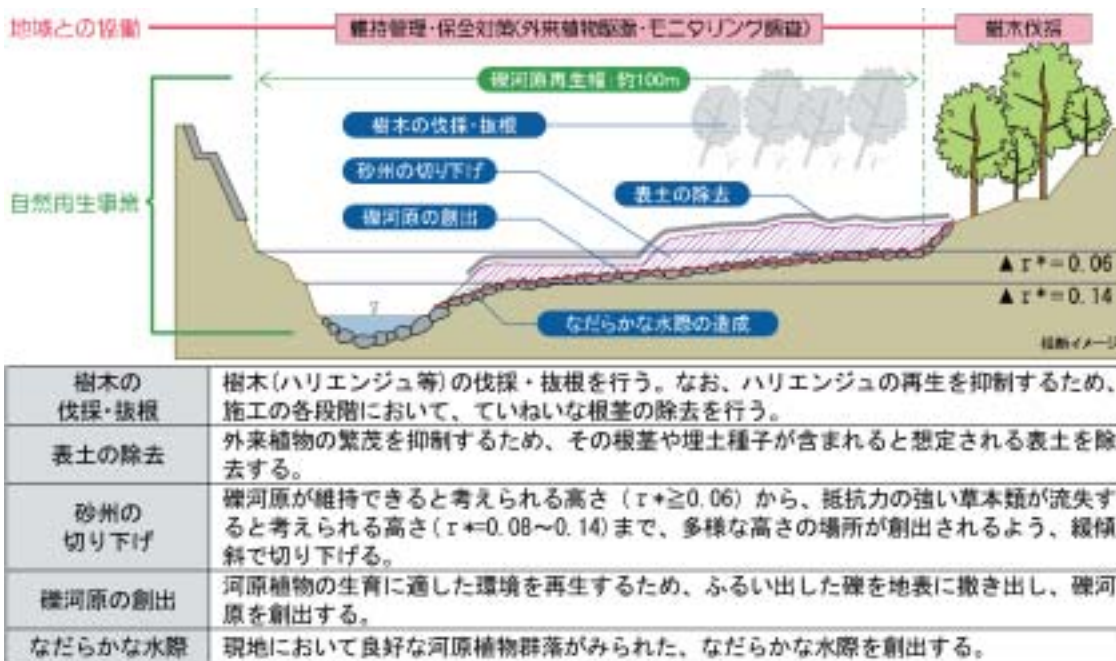 地域との協働
維持管理・保全対策(外来植物駆除・モニタリング調査)
樹木伐採
礫河原再生幅:約100m
樹木の伐採・抜根
砂州の切り下げ
表土の除去
自然再生事業
礫河原の創出
▲τ*=0.06
▲τ*=0.14
なだらかな水際の造成
横断イメージ
樹木の
伐採・抜根
樹木(ハリエンジュ等)の伐採・抜根を行う。なお、ハリエンジュの再生を抑制するため、
施工の各段階において、ていねいな根茎の除去を行う。
表土の除去
外来植物の繁茂を抑制するため、その根茎や埋土種子が含まれると想定される表土を除
去する。
砂州の
切り下げ
礫河原が維持できると考えられる高さ(τ*≧0.06)から、抵抗力の強い草本類が流失す
ると考えられる高さ(τ*=0.08~0.14)まで、多様な高さの場所が創出されるよう、緩傾
斜で切り下げる。
礫河原の創出
河原植物の生育に適した環境を再生するため、ふるい出した礫を地表に撒き出し、礫河
原を創出する。
なだらかな水際
現地において良好な河原植物群落がみられた、なだらかな水際を創出する。